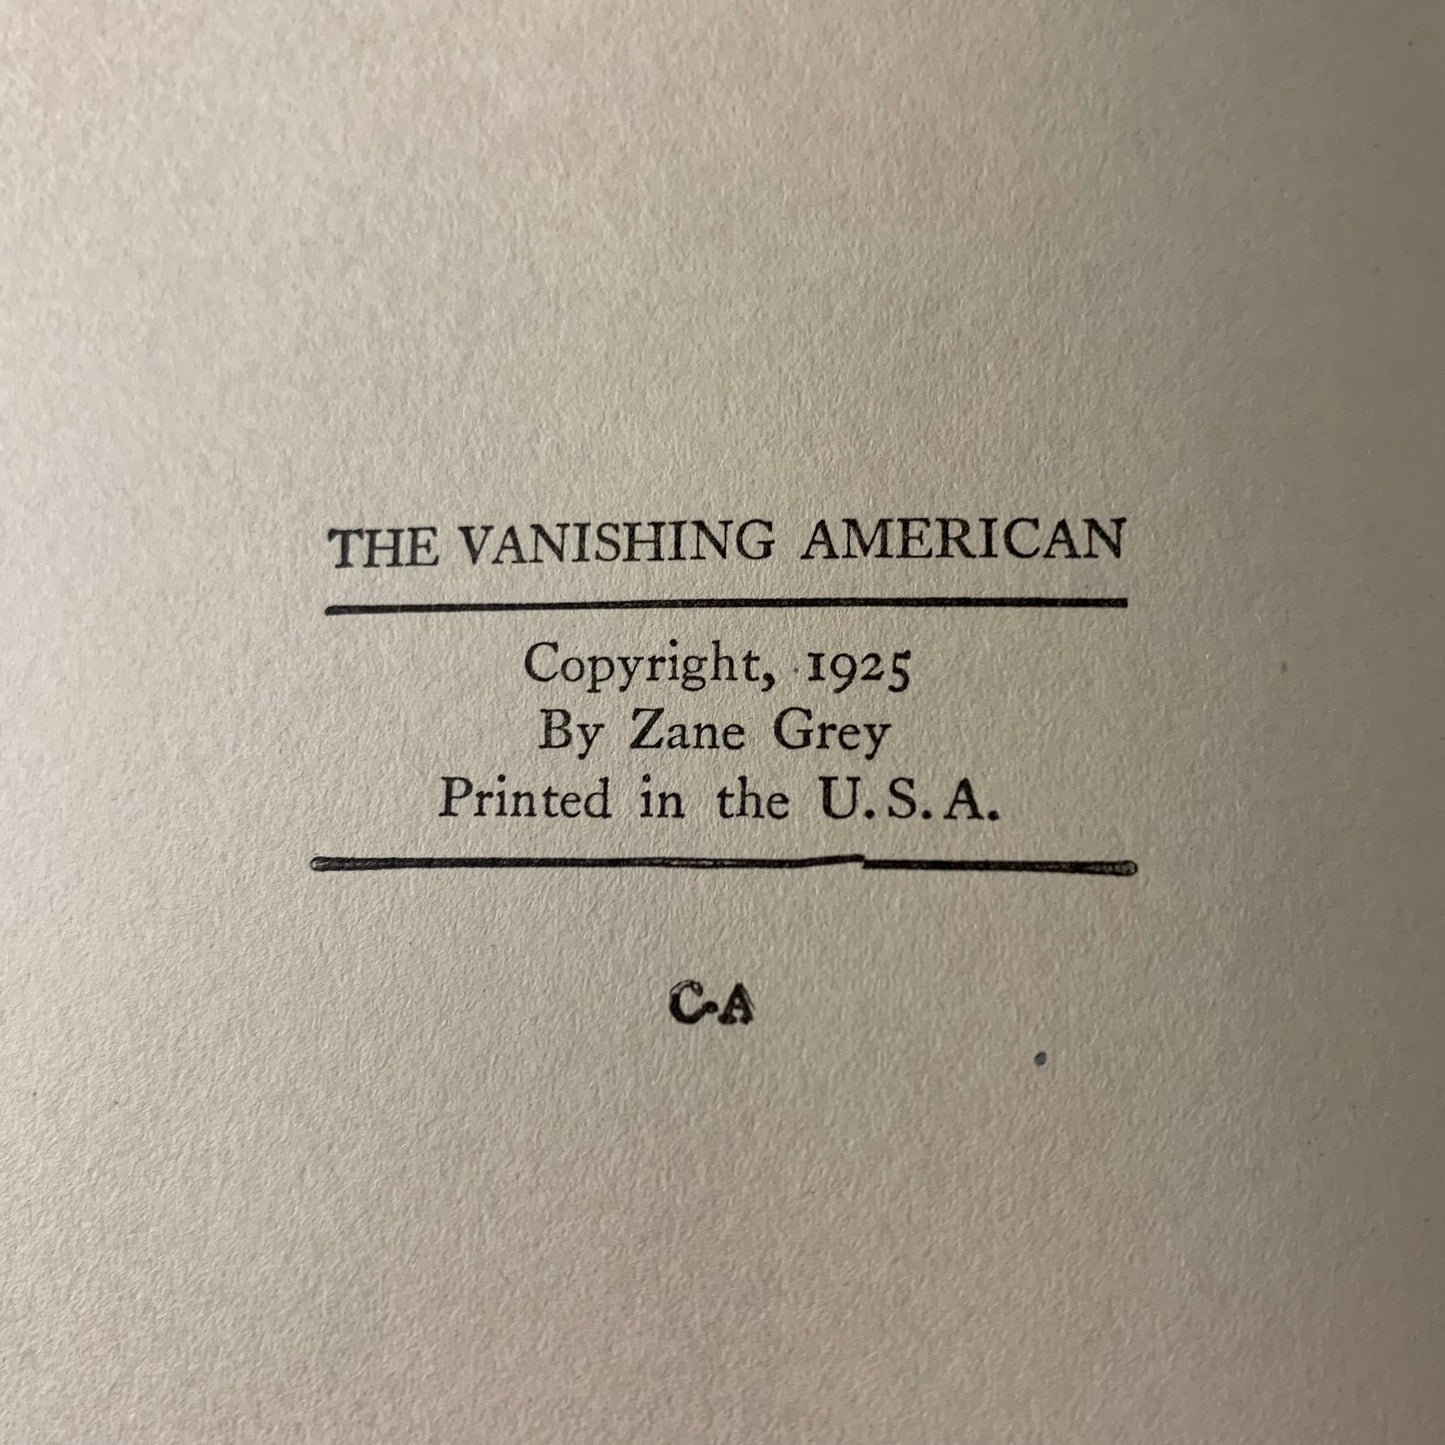 THE VANISHING AMERICAN
Copyright, 1925
By Zane Grey
Printed in the U.S.A.
C-A